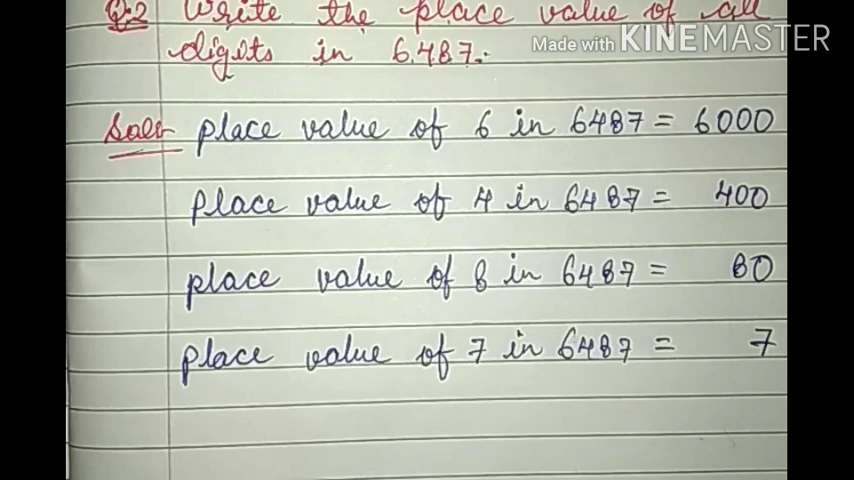 Q.2 Write the place value of all
digits in 6487.
Made with KINEMASTER
Soln place value of 6 in 6487 = 6000
place value of 4 in 6487 = 400
place value of 8 in 6487 = 80
place value of 7 in 6487 = 7